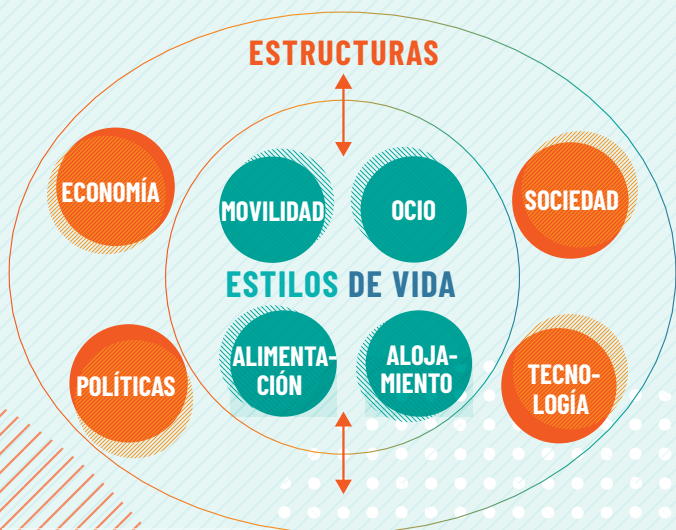 ESTRUCTURAS
ECONOMÍA
MOVILIDAD
OCIO
SOCIEDAD
ESTILOS DE VIDA
POLÍTICAS
ALIMENTA-
CIÓN
ALOJA-
MIENTO
TECNO-
LOGÍA